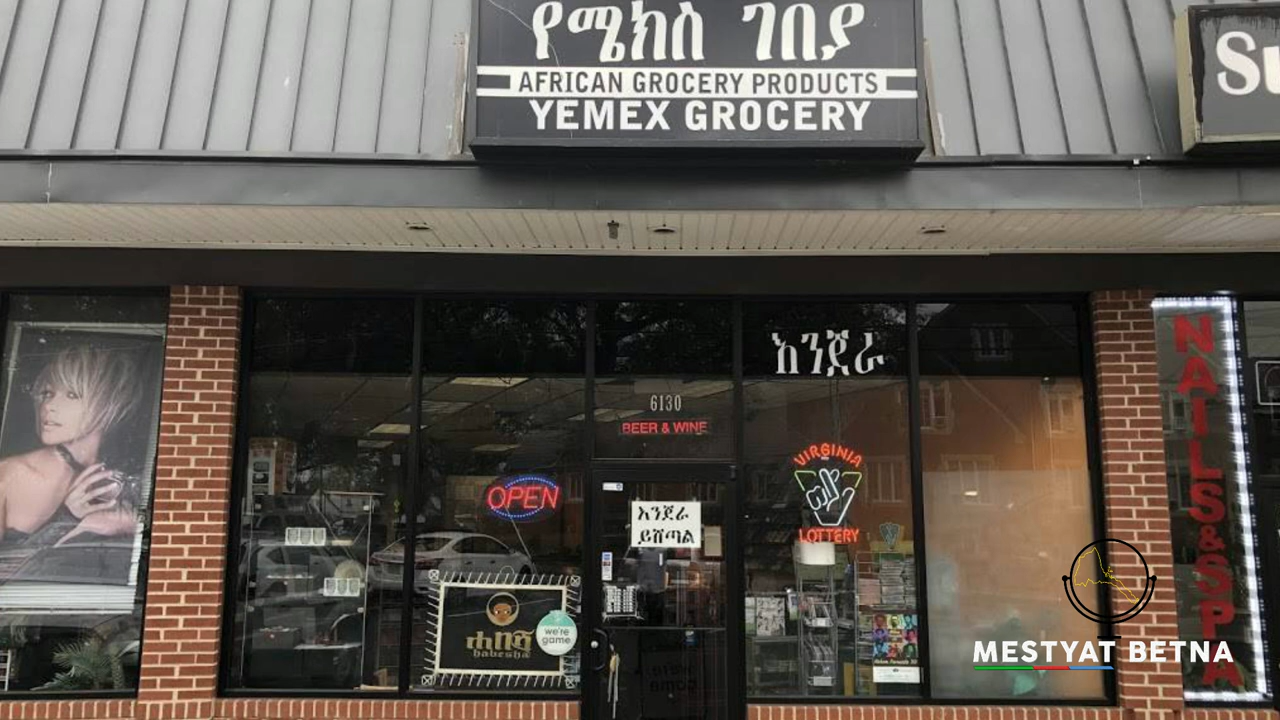 የሜክስ ገበያ
AFRICAN GROCERY PRODUCTS
YEMEX GROCERY
Su
እንጀራ
6130
BEER & WINE
VIRGINIA
LOTTERY
OPEN
እንጀራ
ይሸጣል
ሐበሻ
habesha
we're
game
NAILS & SPA
MESTYAT BETNA